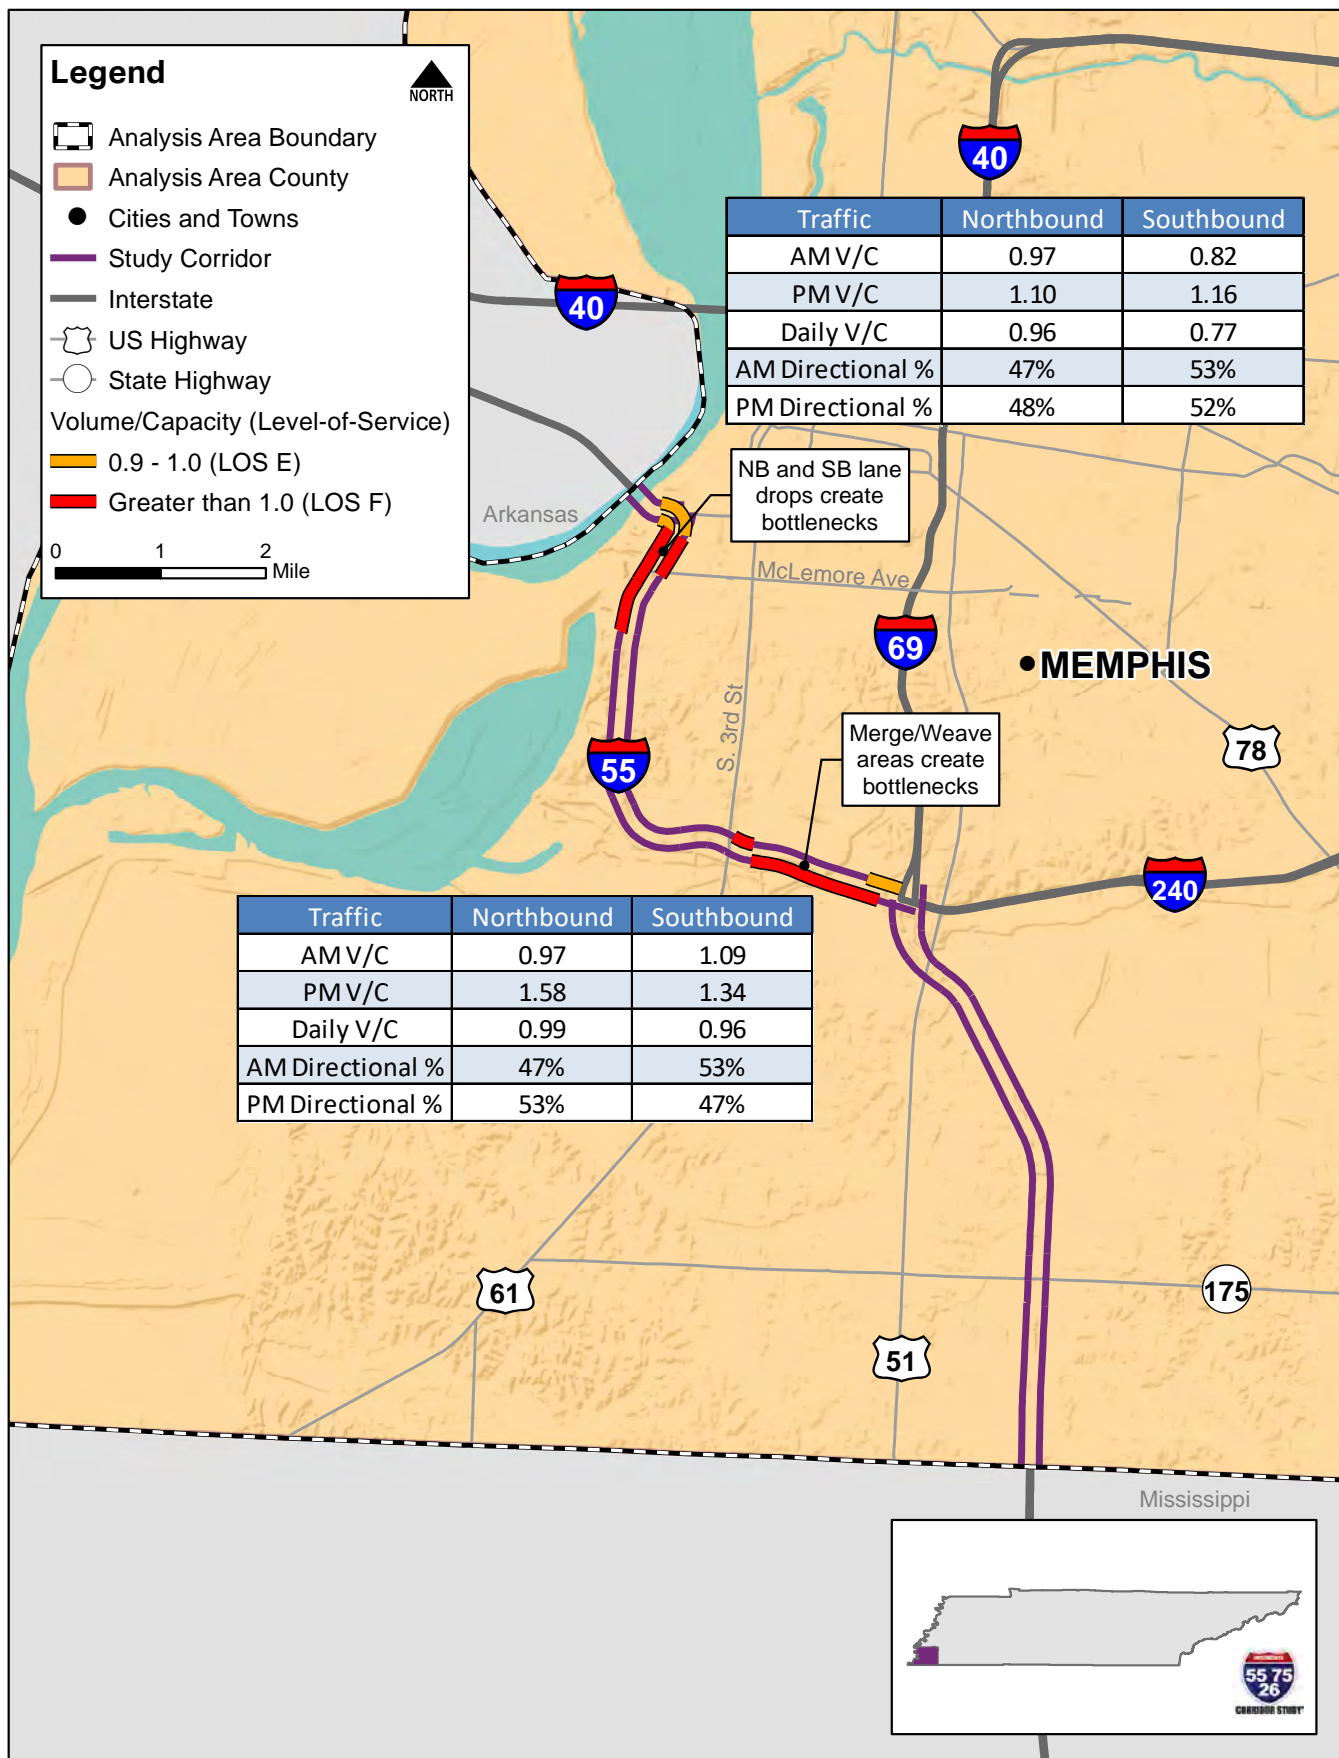 Legend
NORTH
Analysis Area Boundary
Analysis Area County
Cities and Towns
Study Corridor
Interstate
US Highway
State Highway
Volume/Capacity (Level-of-Service)
0.9 - 1.0 (LOS E)
Greater than 1.0 (LOS F)
0 1 2
Mile
40
40
Traffic Northbound Southbound
AM V/C 0.97 0.82
PM V/C 1.10 1.16
Daily V/C 0.96 0.77
AM Directional % 47% 53%
PM Directional % 48% 52%
NB and SB lane
drops create
bottlenecks
Arkansas
McLemore Ave
69
MEMPHIS
S. 3rd St
Merge/Weave
areas create
bottlenecks
78
55
240
Traffic Northbound Southbound
AM V/C 0.97 1.09
PM V/C 1.58 1.34
Daily V/C 0.99 0.96
AM Directional % 47% 53%
PM Directional % 53% 47%
61
175
51
Mississippi
55 75
26
CORRIDOR STUDY